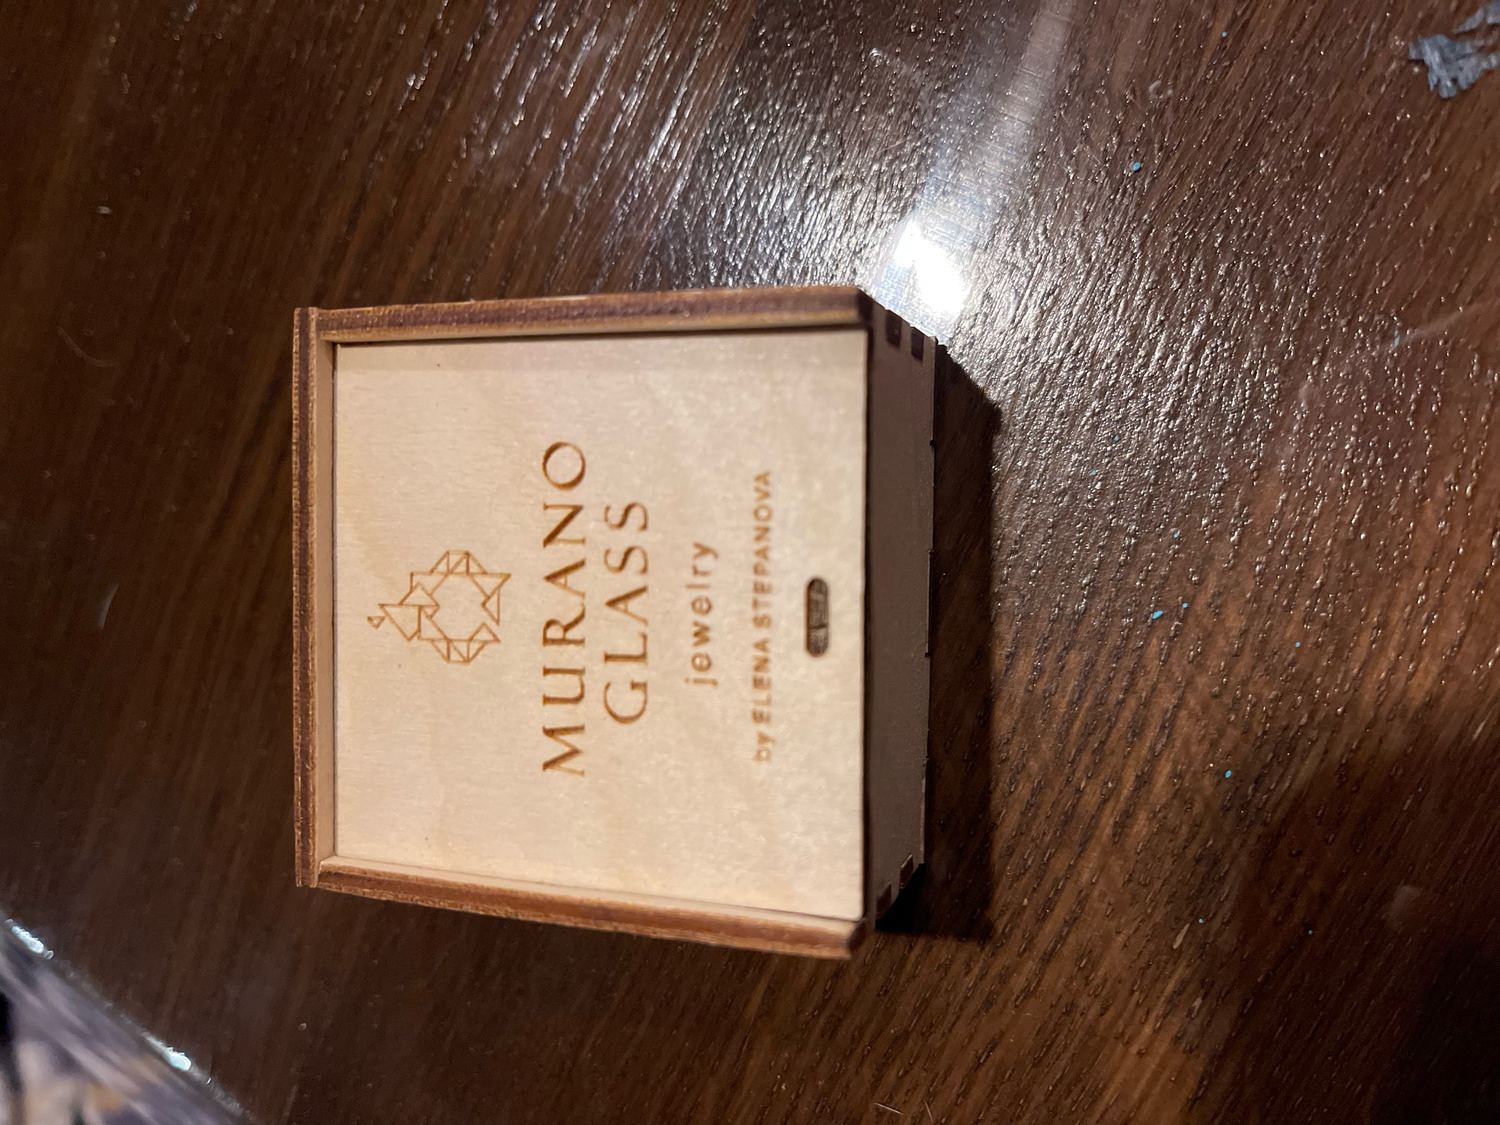 MURANO
GLASS
jewelry
by ELENA STEPANOVA